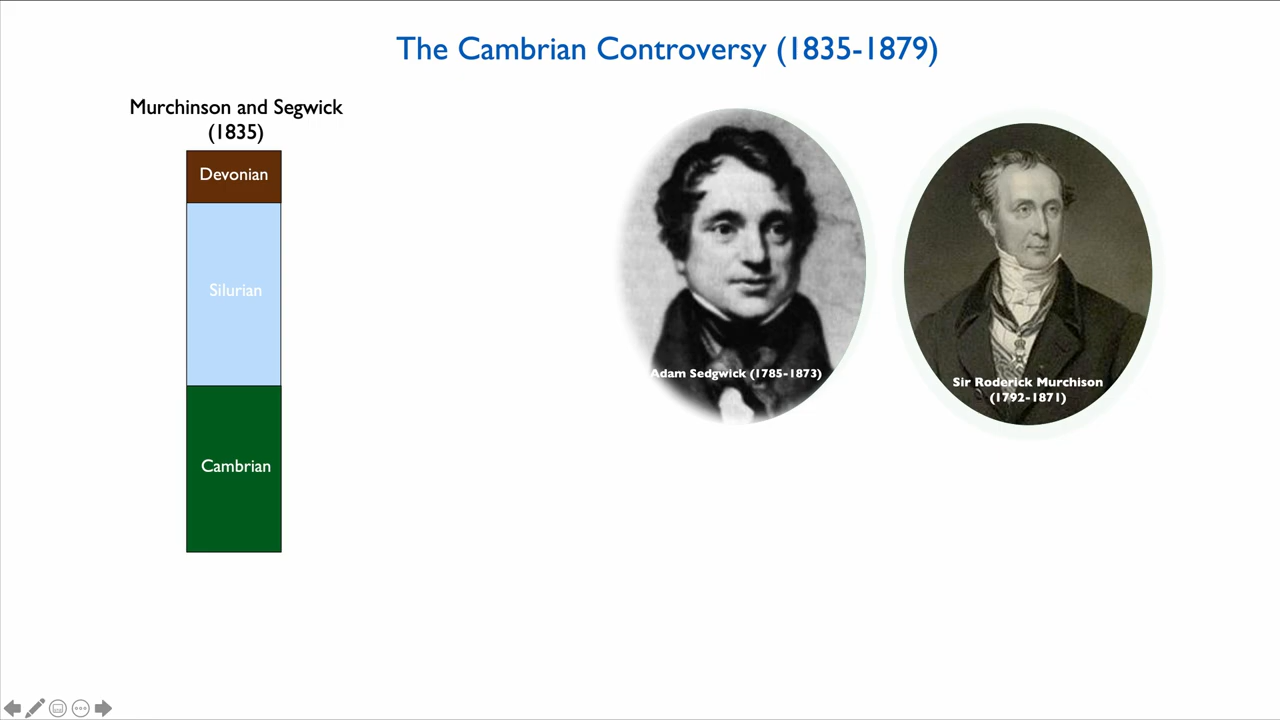 The Cambrian Controversy (1835-1879)
Murchinson and Segwick
(1835)
Devonian
Silurian
Cambrian
Adam Sedgwick (1785-1873)
Sir Roderick Murchison
(1792-1871)